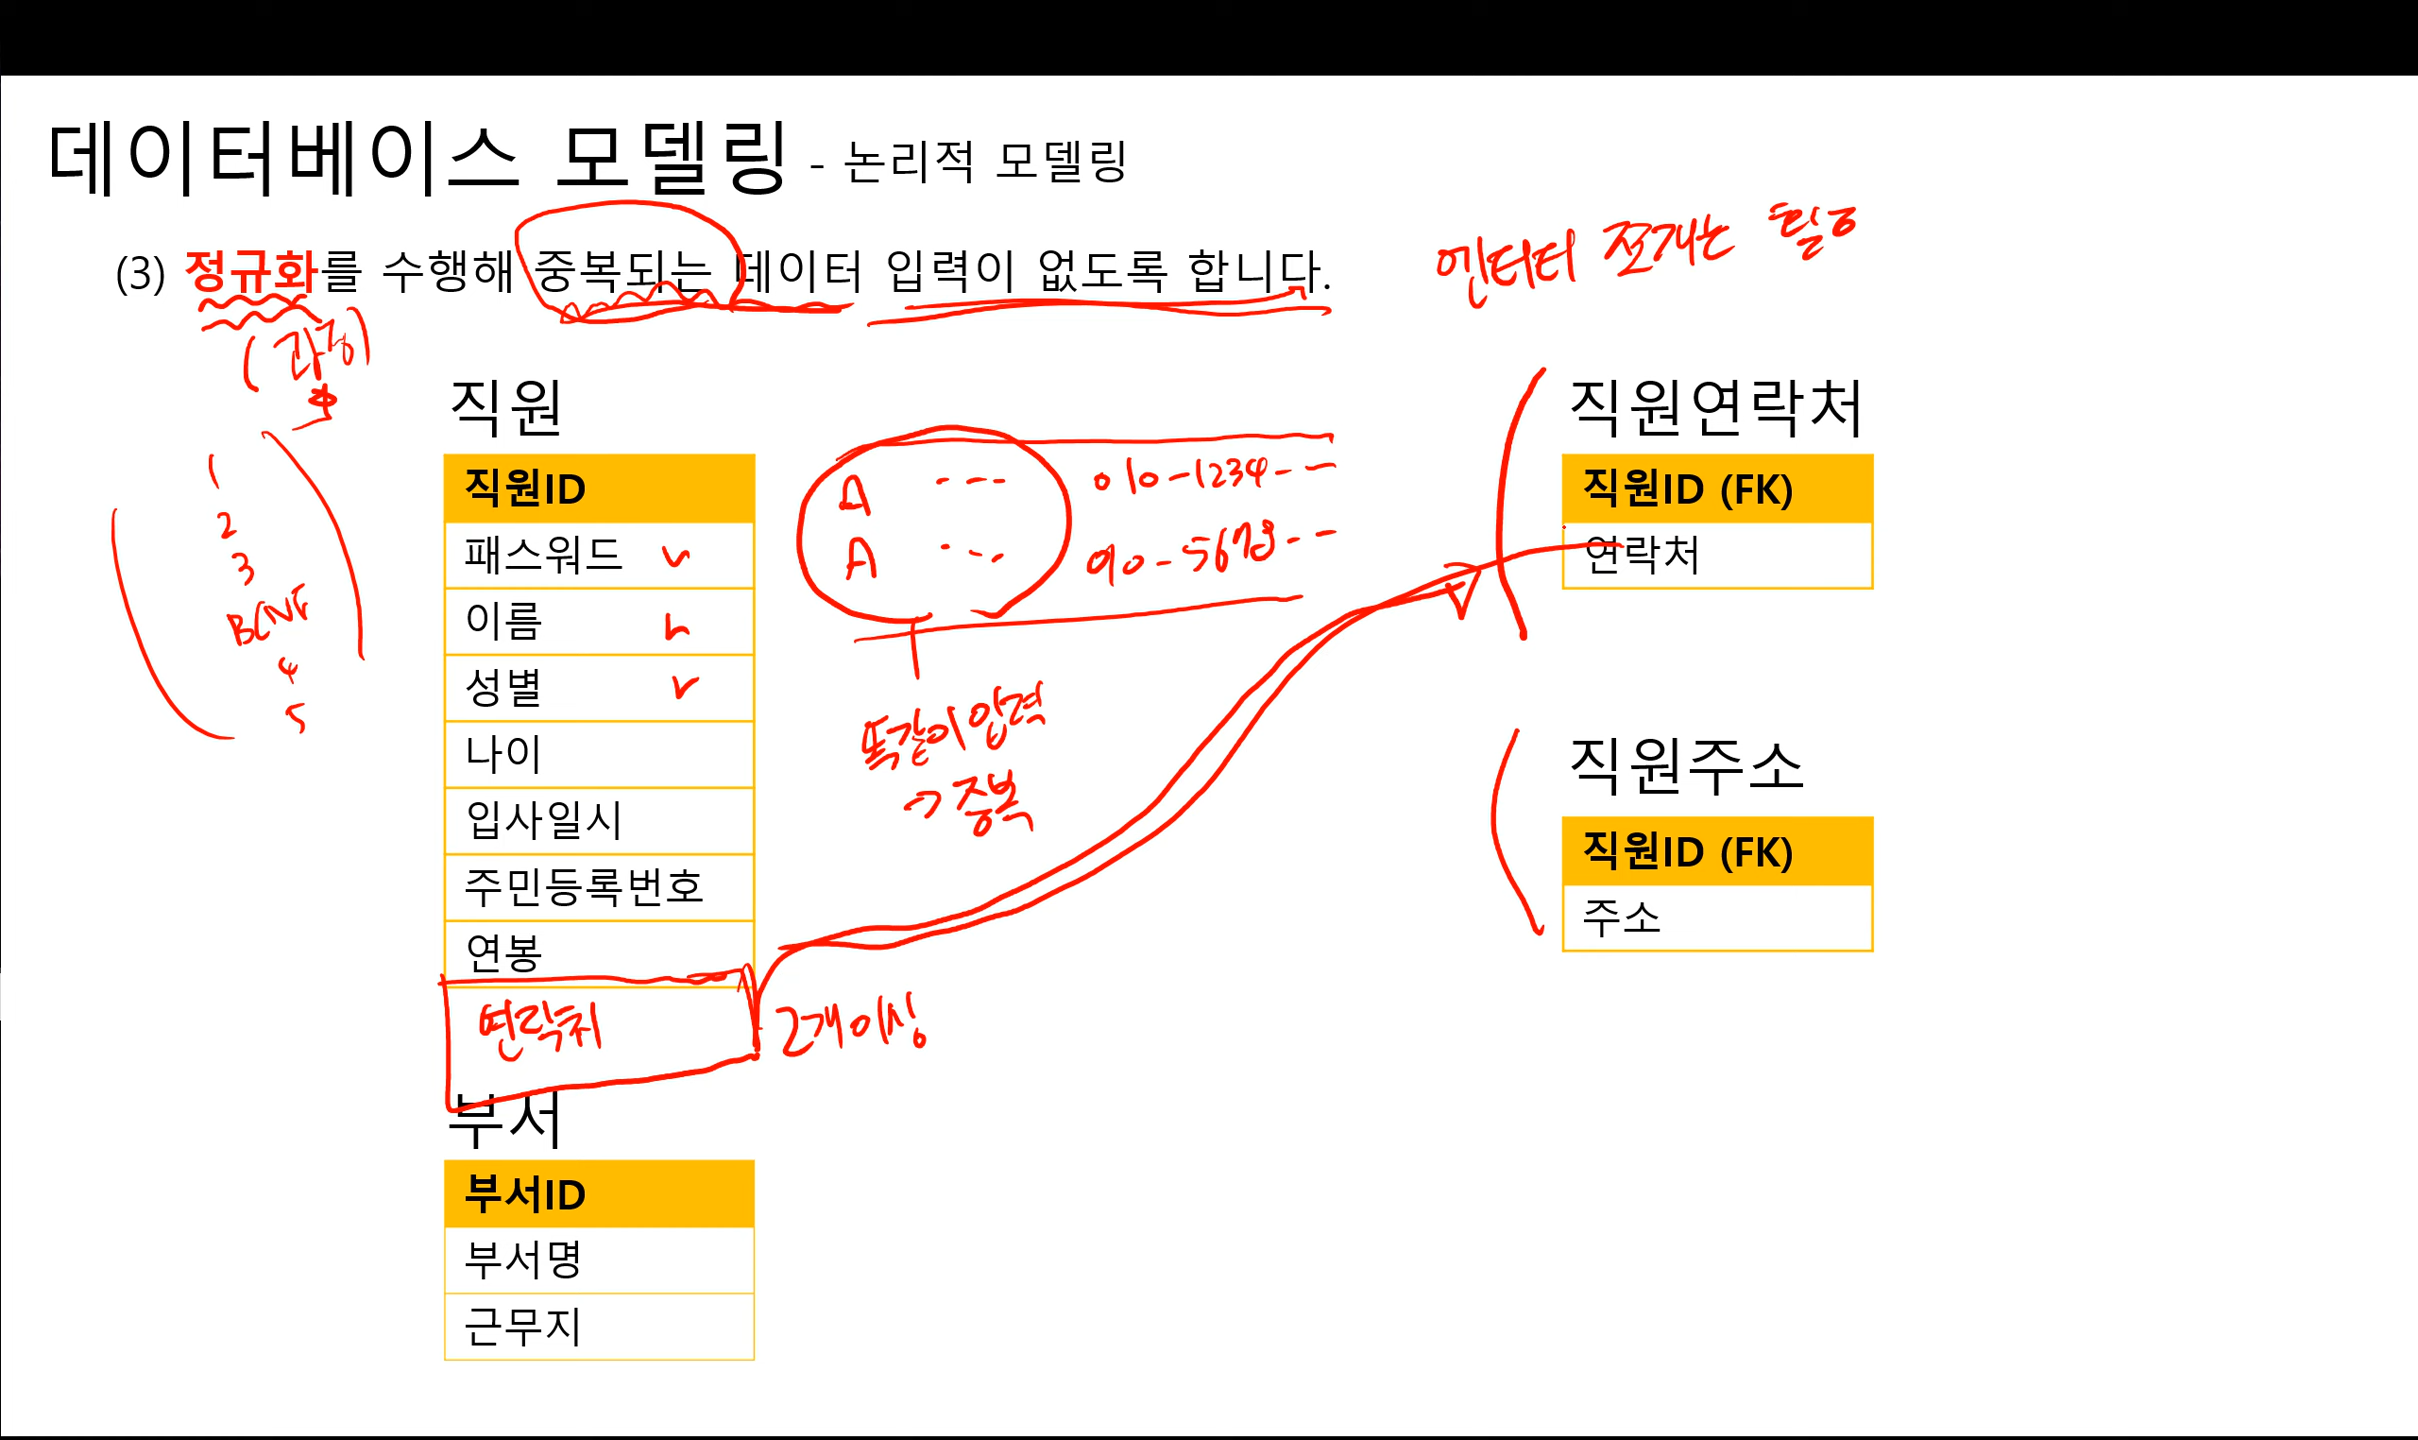 데이터베이스 모델링 - 논리적 모델링
(3) 정규화를 수행해 중복되는 데이터 입력이 없도록 합니다.
엔터티 쪼개는
(과정)
1
2
3
BCNF
4
5
직원
직원ID
패스워드
이름
성별
나이
입사일시
주민등록번호
연봉
연락처
2개이상
A --- 010-1234--
A --- 010-5678--
똑같이 입력
→ 중복
부서
부서ID
부서명
근무지
직원연락처
직원ID (FK)
연락처
직원주소
직원ID (FK)
주소